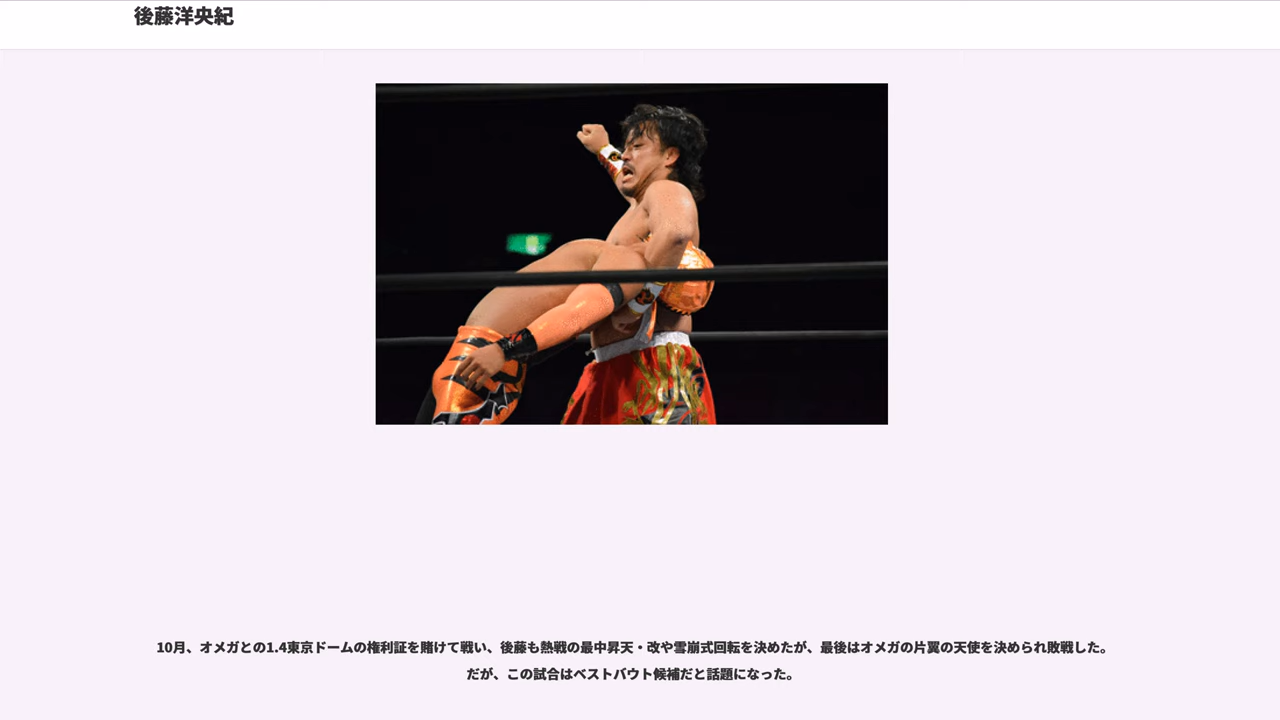 後藤洋央紀
10月、オメガとの1.4東京ドームの権利証を賭けて戦い、後藤も熱戦の最中昇天・改や雪崩式回転を決めたが、最後はオメガの片翼の天使を決められ敗戦した。
だが、この試合はベストバウト候補だと話題になった。